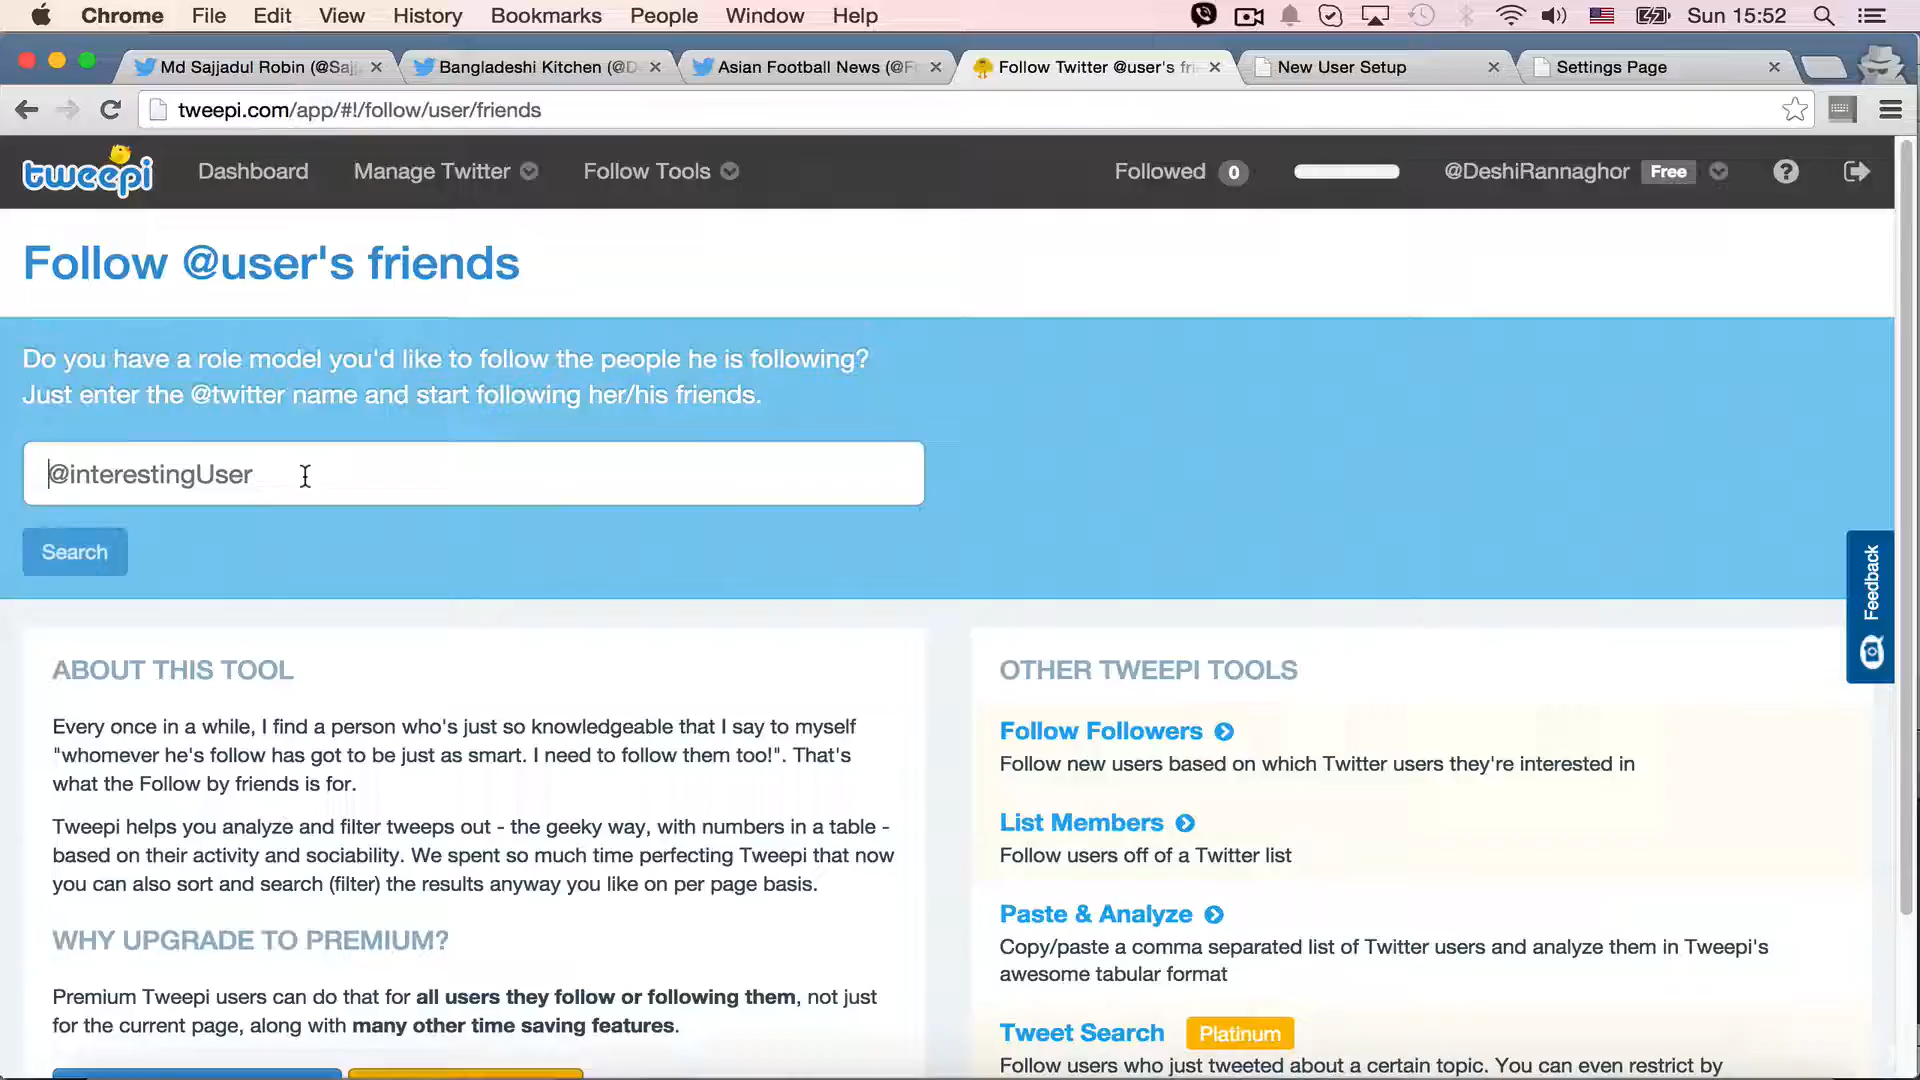 Chrome File Edit View History Bookmarks People Window Help Sun 15:52
Md Sajjadul Robin (@Sajj Bangladeshi Kitchen (@D Asian Football News (@F Follow Twitter @user's fri New User Setup Settings Page
tweepi.com/app/#!/follow/user/friends
tweepi Dashboard Manage Twitter Follow Tools Followed 0 @DeshiRannaghor Free ?
Follow @user's friends
Do you have a role model you'd like to follow the people he is following?
Just enter the @twitter name and start following her/his friends.
@interestingUser
Search
Feedback
ABOUT THIS TOOL
Every once in a while, I find a person who's just so knowledgeable that I say to myself
"whomever he's follow has got to be just as smart. I need to follow them too!". That's
what the Follow by friends is for.
Tweepi helps you analyze and filter tweeps out - the geeky way, with numbers in a table -
based on their activity and sociability. We spent so much time perfecting Tweepi that now
you can also sort and search (filter) the results anyway you like on per page basis.
WHY UPGRADE TO PREMIUM?
Premium Tweepi users can do that for all users they follow or following them, not just
for the current page, along with many other time saving features.
OTHER TWEEPI TOOLS
Follow Followers
Follow new users based on which Twitter users they're interested in
List Members
Follow users off of a Twitter list
Paste & Analyze
Copy/paste a comma separated list of Twitter users and analyze them in Tweepi's
awesome tabular format
Tweet Search Platinum
Follow users who just tweeted about a certain topic. You can even restrict by